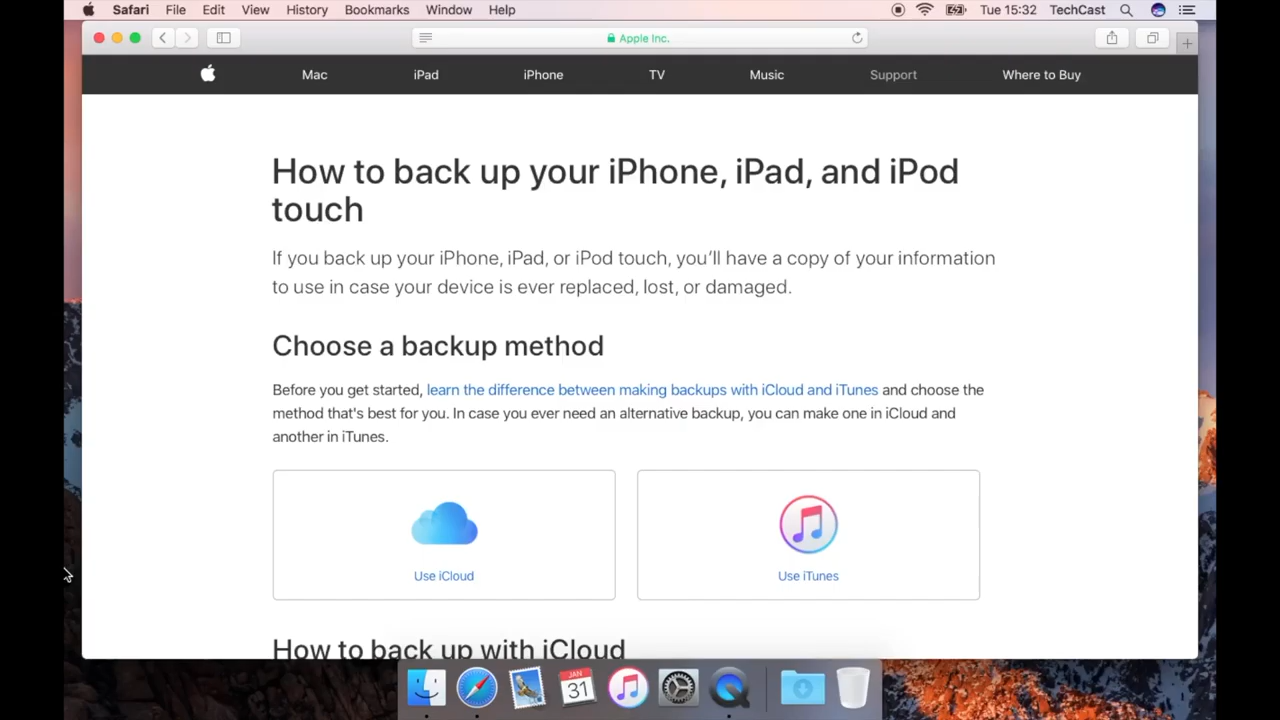 Safari File Edit View History Bookmarks Window Help Tue 15:32 TechCast
Apple Inc.
Mac iPad iPhone TV Music Support Where to Buy
How to back up your iPhone, iPad, and iPod
touch
If you back up your iPhone, iPad, or iPod touch, you’ll have a copy of your information
to use in case your device is ever replaced, lost, or damaged.
Choose a backup method
Before you get started, learn the difference between making backups with iCloud and iTunes and choose the
method that's best for you. In case you ever need an alternative backup, you can make one in iCloud and
another in iTunes.
Use iCloud Use iTunes
How to back up with iCloud
JAN
31